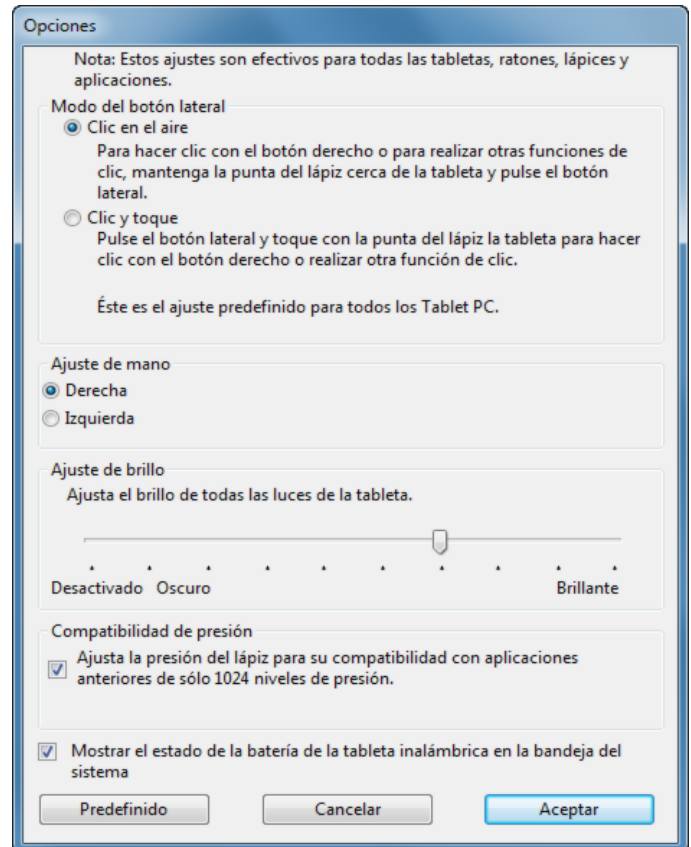 Opciones
Nota: Estos ajustes son efectivos para todas las tabletas, ratones, lápices y
aplicaciones.
Modo del botón lateral
Clic en el aire
Para hacer clic con el botón derecho o para realizar otras funciones de
clic, mantenga la punta del lápiz cerca de la tableta y pulse el botón
lateral.
Clic y toque
Pulse el botón lateral y toque con la punta del lápiz la tableta para hacer
clic con el botón derecho o realizar otra función de clic.
Éste es el ajuste predefinido para todos los Tablet PC.
Ajuste de mano
Derecha
Izquierda
Ajuste de brillo
Ajusta el brillo de todas las luces de la tableta.
Desactivado Oscuro Brillante
Compatibilidad de presión
Ajusta la presión del lápiz para su compatibilidad con aplicaciones
anteriores de sólo 1024 niveles de presión.
Mostrar el estado de la batería de la tableta inalámbrica en la bandeja del
sistema
Predefinido Cancelar Aceptar